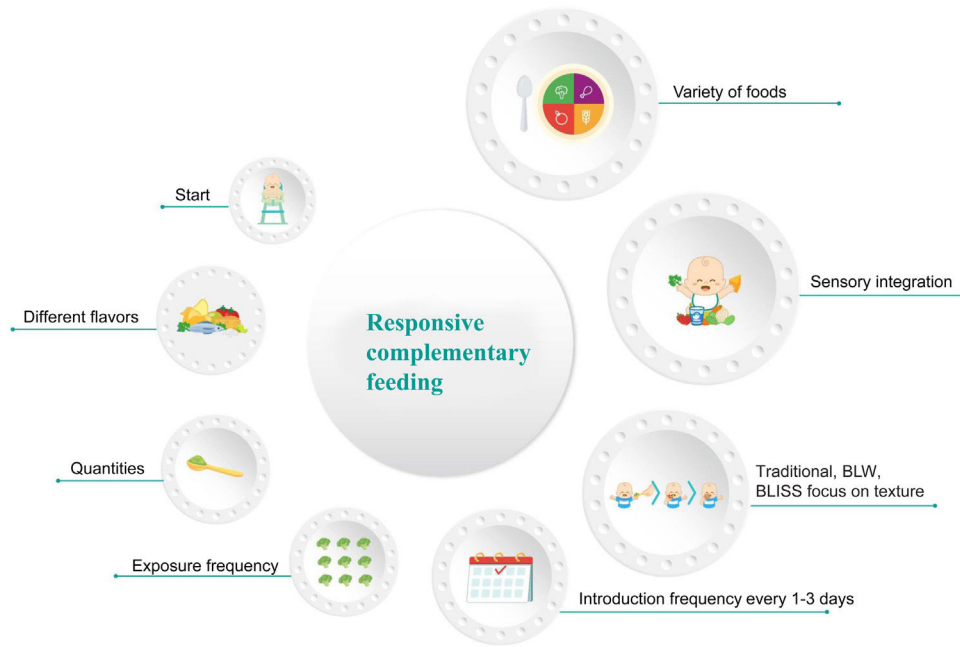 Variety of foods
Start
Sensory integration
Different flavors
Responsive
complementary
feeding
Quantities
Traditional, BLW,
BLISS focus on texture
Exposure frequency
Introduction frequency every 1-3 days